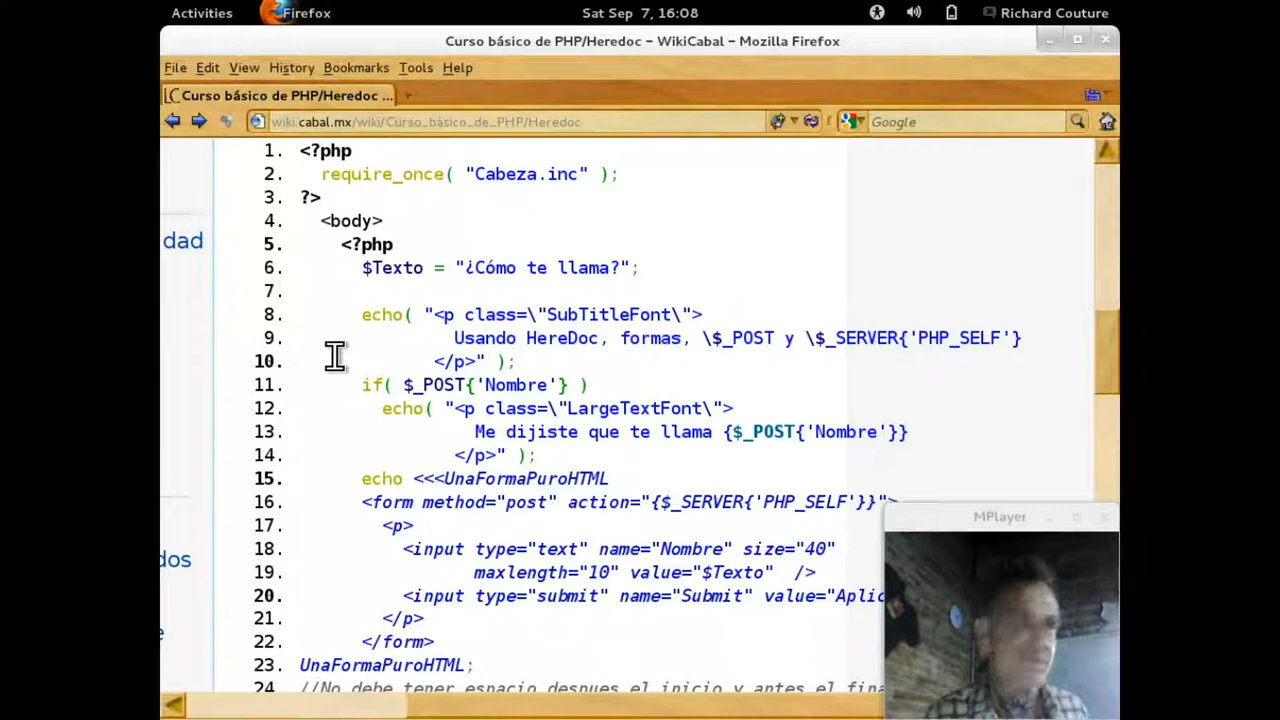 Activities Firefox Sat Sep 7, 16:08 Richard Couture
Curso básico de PHP/Heredoc – WikiCabal – Mozilla Firefox
File Edit View History Bookmarks Tools Help
Curso básico de PHP/Heredoc ...
wiki.cabal.mx/wiki/Curso_básico_de_PHP/Heredoc Google
dad
dos
e
1. <?php
2. require_once( "Cabeza.inc" );
3. ?>
4. <body>
5. <?php
6. $Texto = "¿Cómo te llama?";
7.
8. echo( "<p class=\"SubTitleFont\">
9. Usando HereDoc, formas, \$_POST y \$_SERVER{'PHP_SELF'}
10. </p>" );
11. if( $_POST{'Nombre'} )
12. echo( "<p class=\"LargeTextFont\">
13. Me dijiste que te llama {$_POST{'Nombre'}}
14. </p>" );
15. echo <<<UnaFormaPuroHTML
16. <form method="post" action="{$_SERVER{'PHP_SELF'}}">
17. <p>
18. <input type="text" name="Nombre" size="40"
19. maxlength="10" value="$Texto" />
20. <input type="submit" name="Submit" value="Aplic
21. </p>
22. </form>
23. UnaFormaPuroHTML;
24 //No debe tener espacio despues el inicio y antes el fina
MPlayer